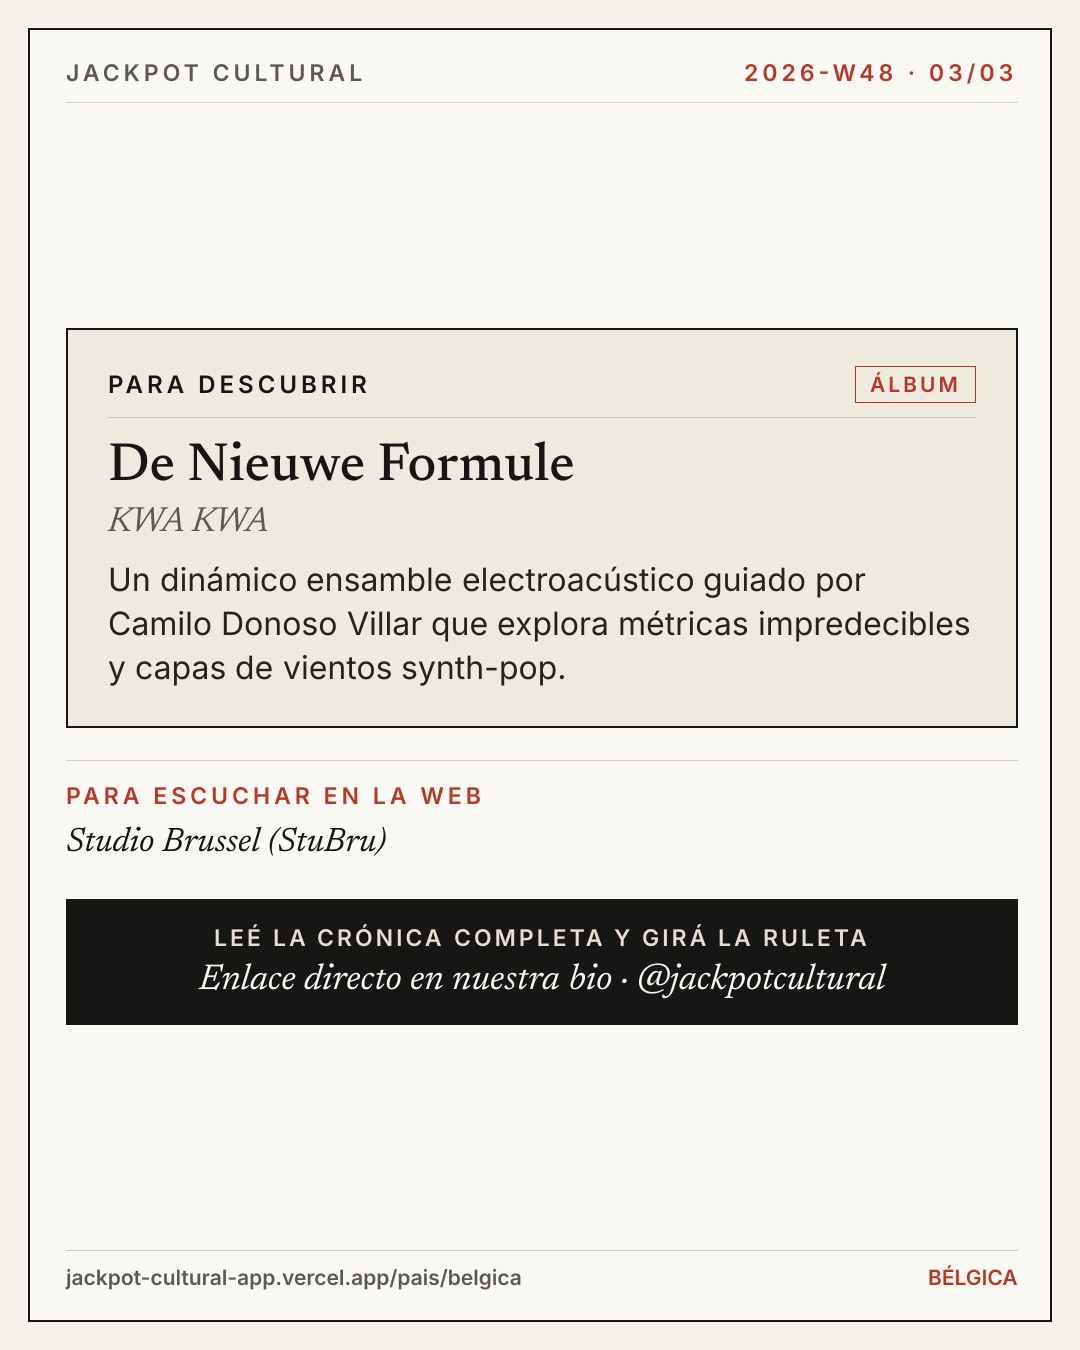 JACKPOT CULTURAL
2026-W48 · 03/03
PARA DESCUBRIR
ÁLBUM
De Nieuwe Formule
KWA KWA
Un dinámico ensamble electroacústico guiado por
Camilo Donoso Villar que explora métricas impredecibles
y capas de vientos synth-pop.
PARA ESCUCHAR EN LA WEB
Studio Brussel (StuBru)
LEÉ LA CRÓNICA COMPLETA Y GIRÁ LA RULETA
Enlace directo en nuestra bio · @jackpotcultural
jackpot-cultural-app.vercel.app/pais/belgica
BÉLGICA